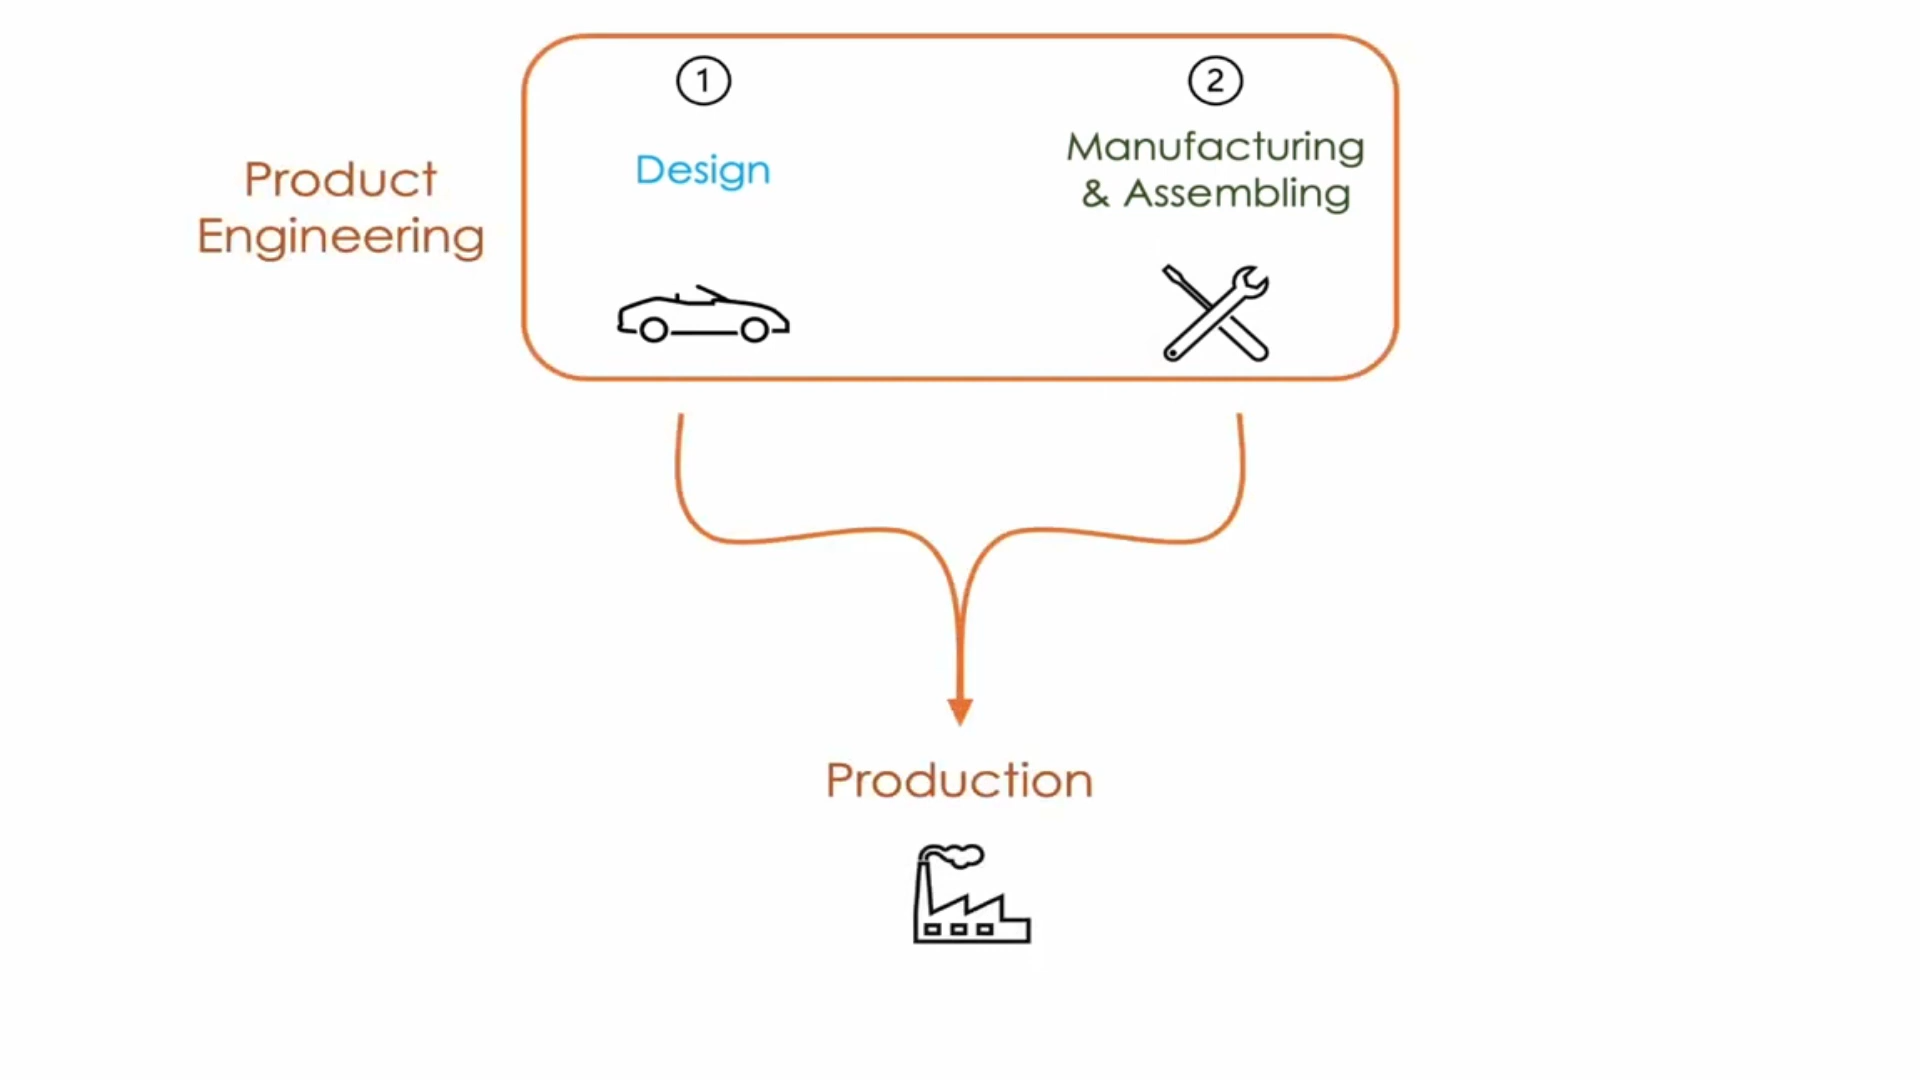 1
2
Design
Manufacturing
& Assembling
Product
Engineering
Production